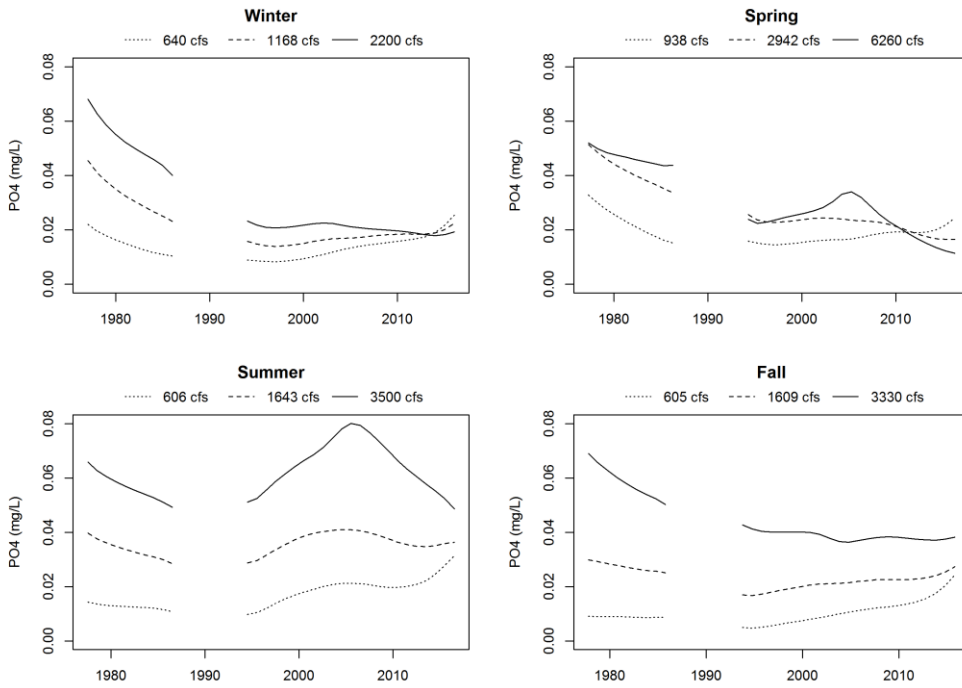 Winter
640 cfs 1168 cfs 2200 cfs
PO4 (mg/L)
0.08
0.06
0.04
0.02
0.00
1980 1990 2000 2010
Spring
938 cfs 2942 cfs 6260 cfs
PO4 (mg/L)
0.08
0.06
0.04
0.02
0.00
1980 1990 2000 2010
Summer
606 cfs 1643 cfs 3500 cfs
PO4 (mg/L)
0.08
0.06
0.04
0.02
0.00
1980 1990 2000 2010
Fall
605 cfs 1609 cfs 3330 cfs
PO4 (mg/L)
0.08
0.06
0.04
0.02
0.00
1980 1990 2000 2010